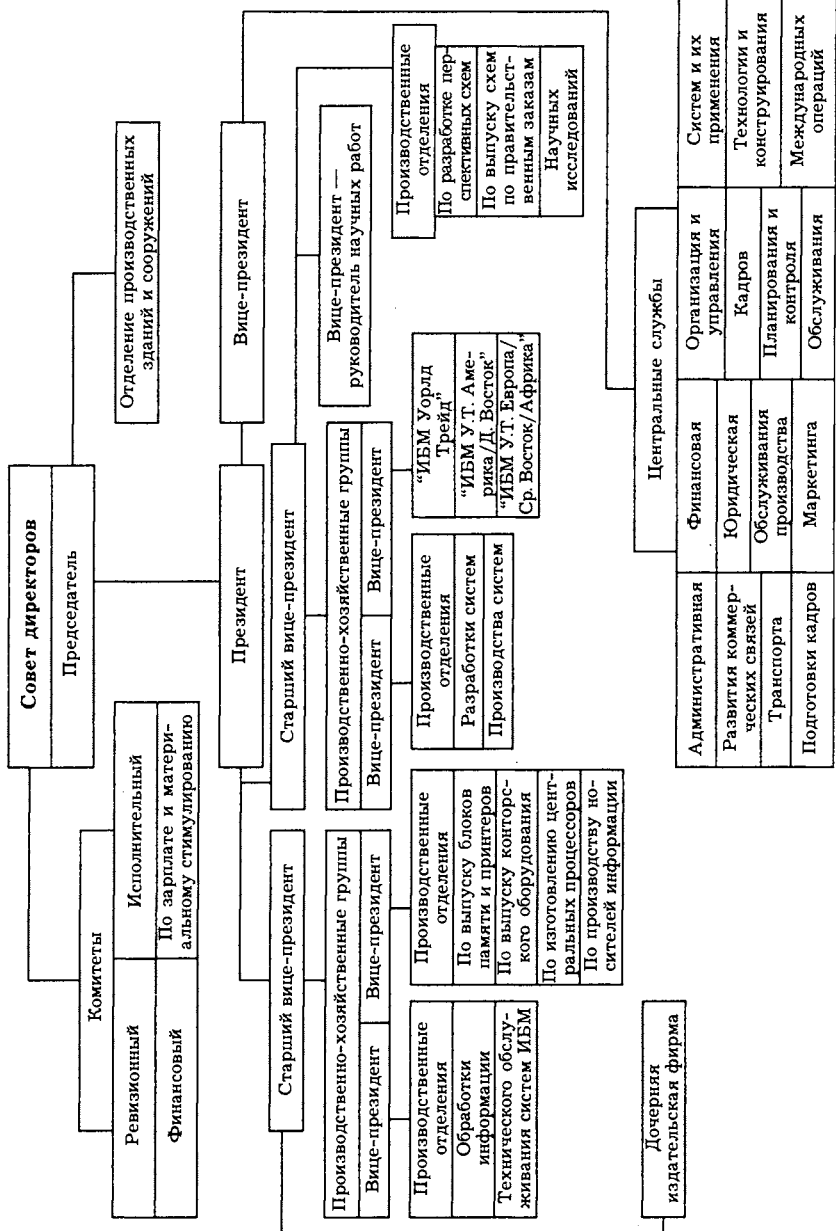 Совет директоров
Председатель
Комитеты
Ревизионный
Исполнительный
Финансовый
По зарплате и матери-
альному стимулированию
Отделение производственных
зданий и сооружений
Президент
Вице-президент
Старший вице-президент
Производственно-хозяйственные группы
Вице-президент
Вице-президент
Старший вице-президент
Производственно-хозяйственные группы
Вице-президент
Вице-президент
Вице-президент —
руководитель научных работ
Производственные
отделения
Обработки
информации
Технического обслу-
живания систем ИБМ
Производственные
отделения
По выпуску блоков
памяти и принтеров
По выпуску конторс-
кого оборудования
По изготовлению цент-
ральных процессоров
По производству но-
сителей информации
Производственные
отделения
Разработки систем
Производства систем
“ИБМ Уорлд
Трейд”
“ИБМ У.Т. Аме-
рика/Д. Восток”
“ИБМ У.Т. Европа/
Ср. Восток/Африка”
Производственные
отделения
По разработке пер-
спективных схем
По выпуску схем
по правительст-
венным заказам
Научных
исследований
Дочерняя
издательская фирма
Центральные службы
Административная
Развития коммер-
ческих связей
Транспорта
Подготовки кадров
Финансовая
Юридическая
Обслуживания
производства
Маркетинга
Организация и
управления
Кадров
Планирования и
контроля
Обслуживания
Систем и их
применения
Технологии и
конструирования
Международных
операций